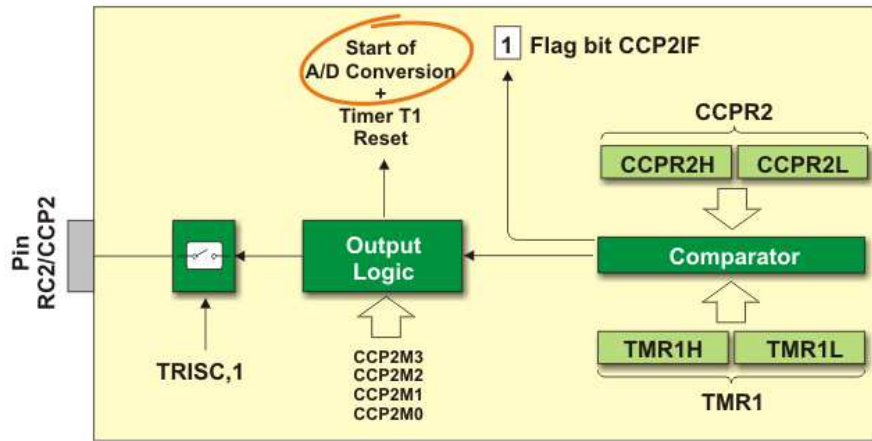 Start of
A/D Conversion
+
Timer T1
Reset
1 Flag bit CCP2IF
CCPR2
CCPR2H CCPR2L
Pin
RC2/CCP2
Output
Logic
Comparator
TRISC,1
CCP2M3
CCP2M2
CCP2M1
CCP2M0
TMR1H TMR1L
TMR1